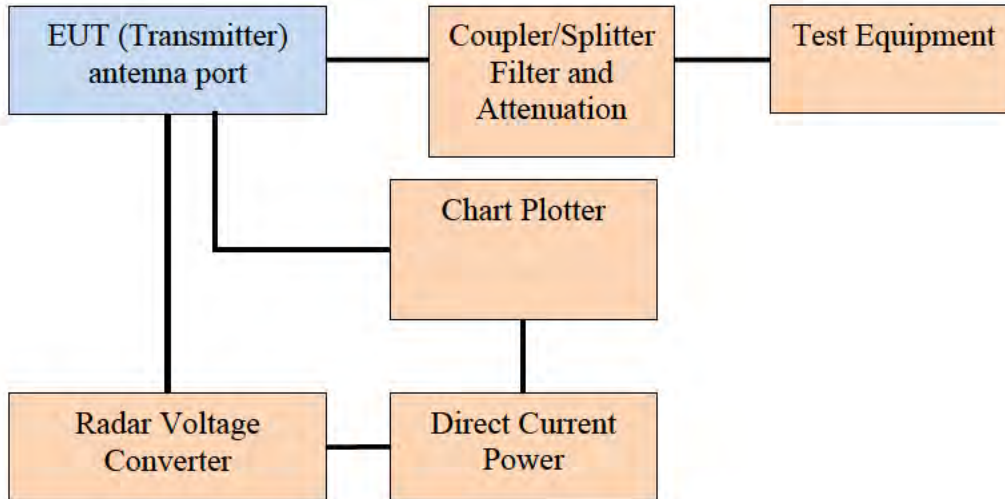 EUT (Transmitter)
antenna port
Coupler/Splitter
Filter and
Attenuation
Test Equipment
Chart Plotter
Radar Voltage
Converter
Direct Current
Power